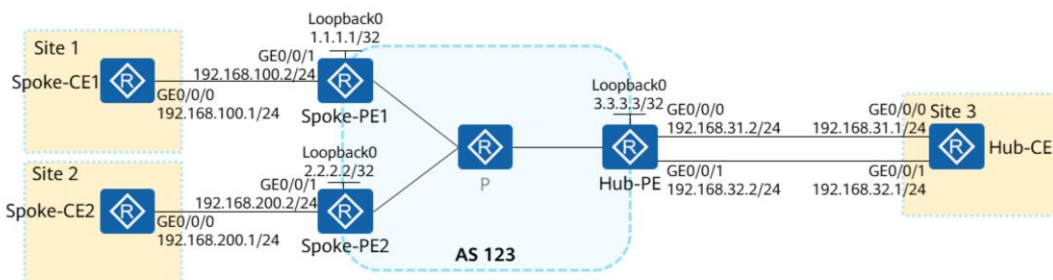 Site 1
Spoke-CE1
R
GE0/0/0
192.168.100.1/24
GE0/0/1
192.168.100.2/24
Loopback0
1.1.1.1/32
R
Spoke-PE1
Site 2
Spoke-CE2
R
GE0/0/0
192.168.200.1/24
GE0/0/1
192.168.200.2/24
Loopback0
2.2.2.2/32
R
Spoke-PE2
R
P
AS 123
Loopback0
3.3.3.3/32
R
Hub-PE
GE0/0/0
192.168.31.2/24
GE0/0/1
192.168.32.2/24
GE0/0/0
192.168.31.1/24
GE0/0/1
192.168.32.1/24
Site 3
R
Hub-CE